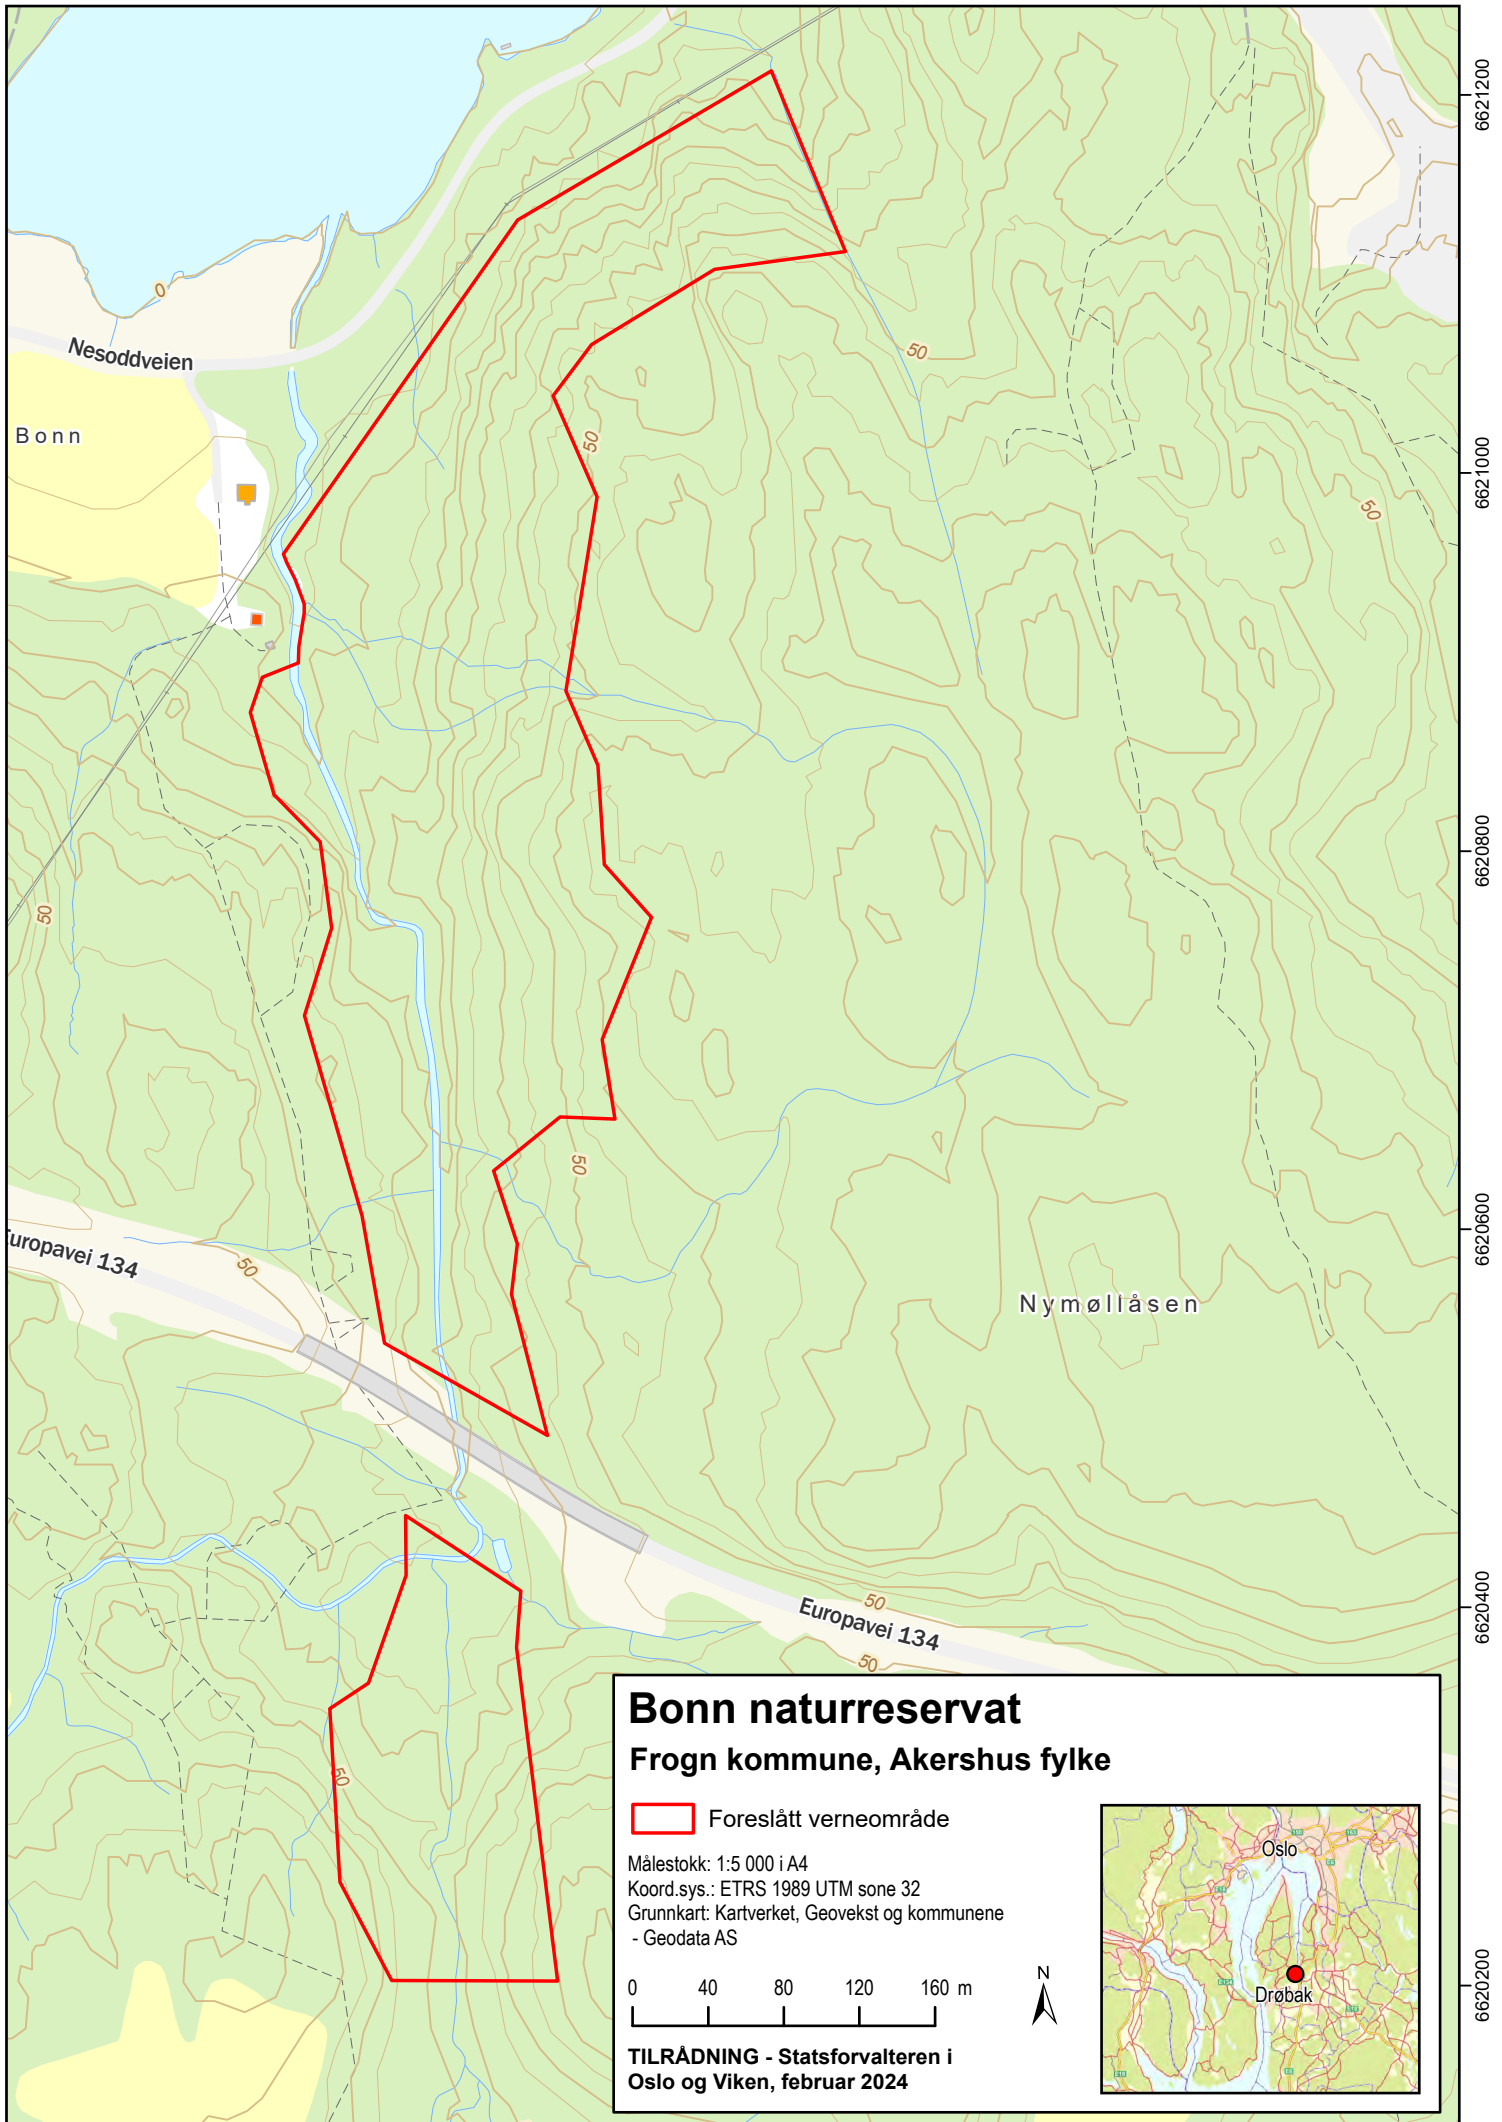 6621200
0
Nesoddveien
50
Bonn
50
6621000
50
6620800
50
50
6620600
Europavei 134
50
Nymøllåsen
6620400
50
Europavei 134
50
50
Bonn naturreservat
Frogn kommune, Akershus fylke
Foreslått verneområde
Målestokk: 1:5 000 i A4
Koord.sys.: ETRS 1989 UTM sone 32
Grunnkart: Kartverket, Geovekst og kommunene
- Geodata AS
0 40 80 120 160 m
N
TILRÅDNING - Statsforvalteren i
Oslo og Viken, februar 2024
Oslo
Drøbak
6620200